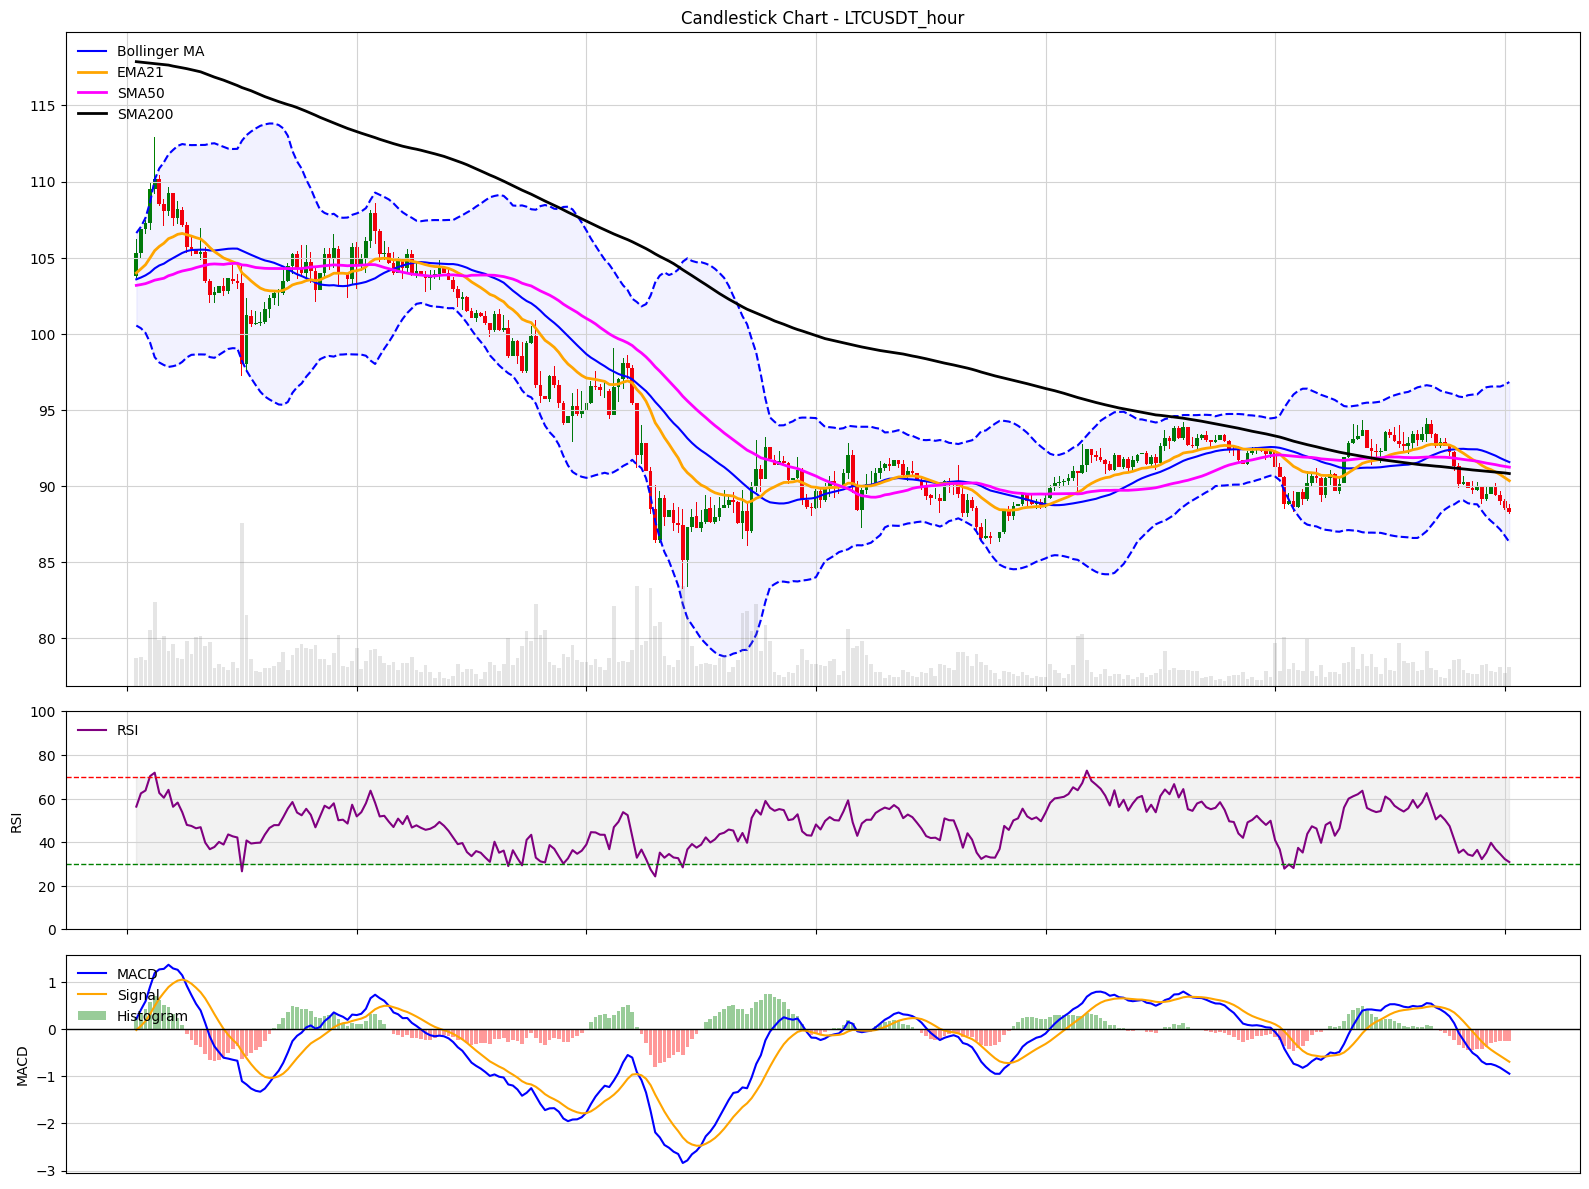 Candlestick Chart - LTCUSDT_hour
Bollinger MA
EMA21
SMA50
SMA200
115
110
105
100
95
90
85
80
RSI
100
80
60
40
20
0
RSI
MACD
Signal
Histogram
1
0
−1
−2
−3
MACD